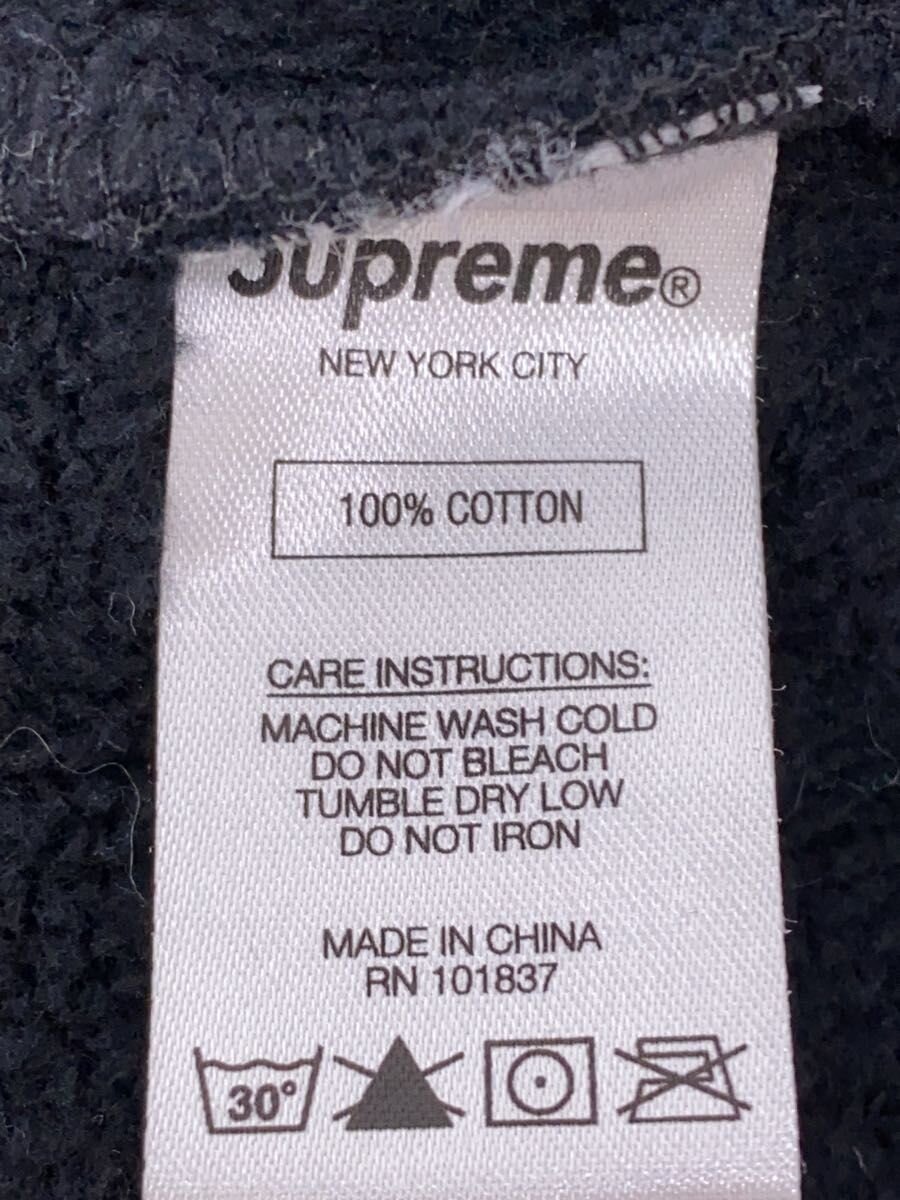 Supreme®
NEW YORK CITY
100% COTTON
CARE INSTRUCTIONS:
MACHINE WASH COLD
DO NOT BLEACH
TUMBLE DRY LOW
DO NOT IRON
MADE IN CHINA
RN 101837
30°